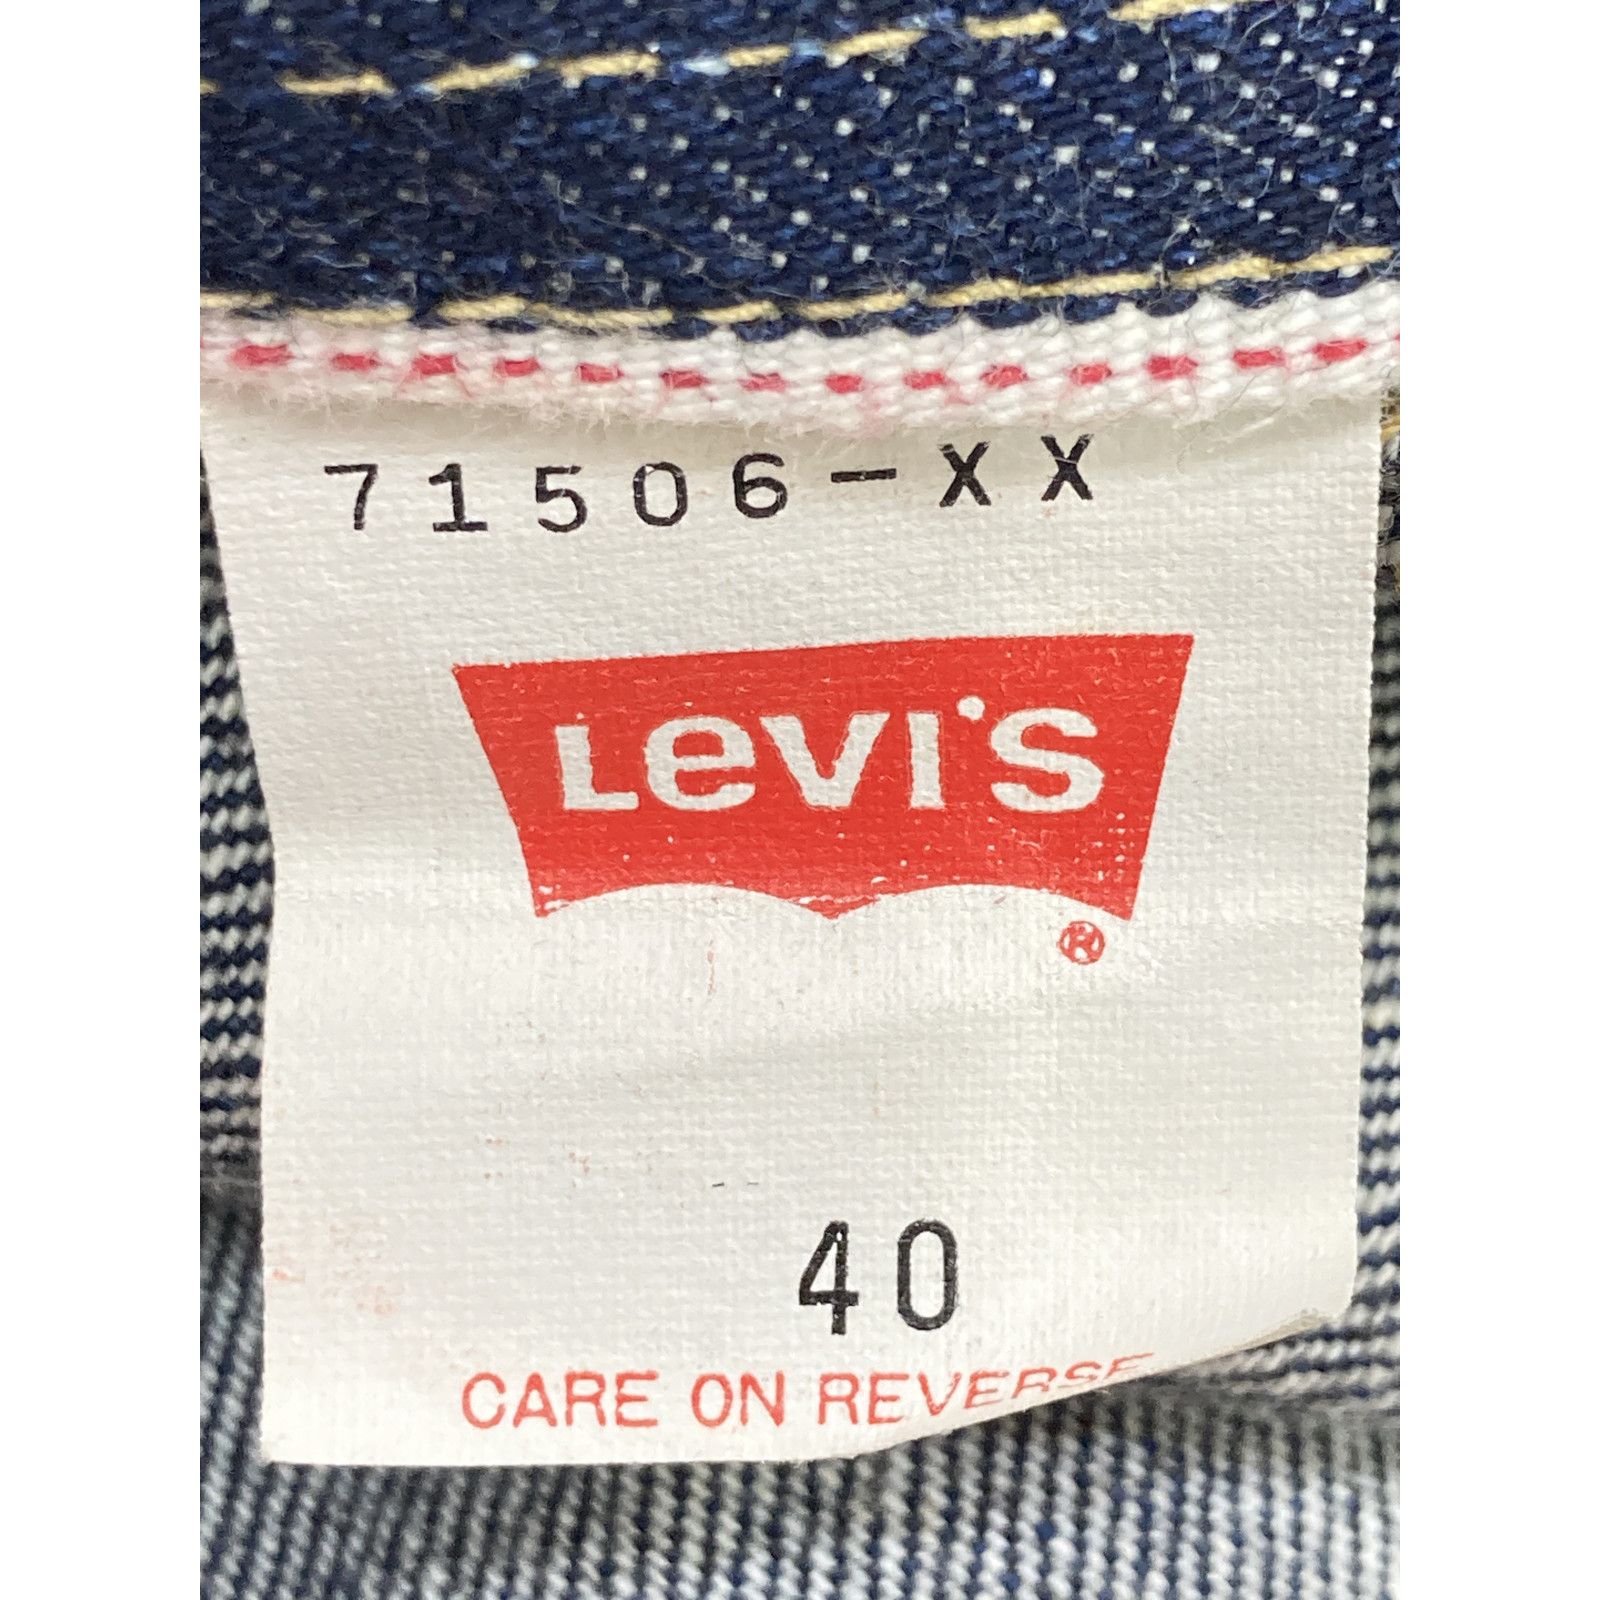 71506-XX
Levi's
®
40
CARE ON REVERSE